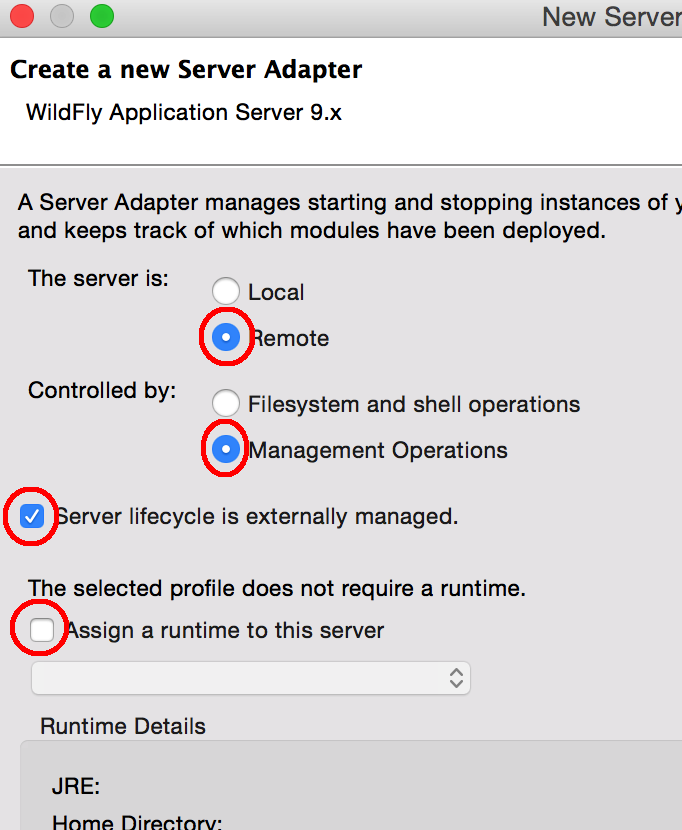 New Server
Create a new Server Adapter
WildFly Application Server 9.x
A Server Adapter manages starting and stopping instances of y
and keeps track of which modules have been deployed.
The server is:
Local
Remote
Controlled by:
Filesystem and shell operations
Management Operations
Server lifecycle is externally managed.
The selected profile does not require a runtime.
Assign a runtime to this server
Runtime Details
JRE:
Home Directory: